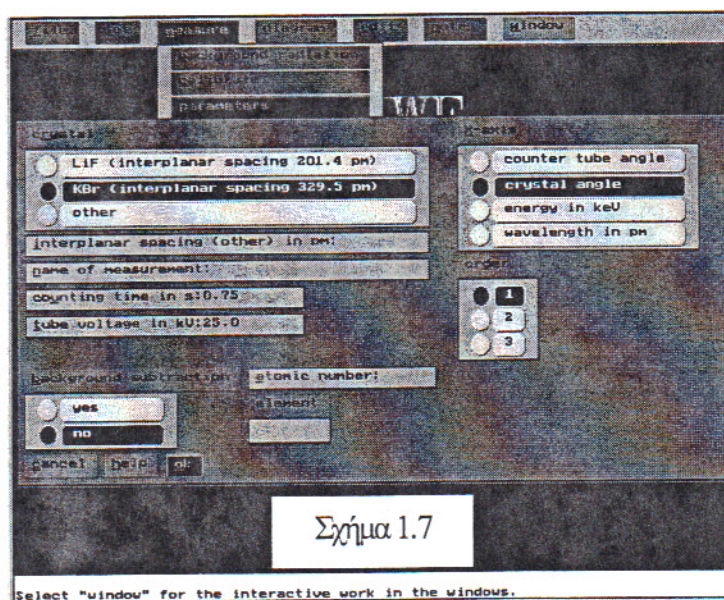 measure
window
background radiation
parameters
crystal
LiF (interplanar spacing 201.4 pm)
KBr (interplanar spacing 329.5 pm)
other
interplanar spacing (other) in pm:
name of measurement:
counting time in s:0.75
tube voltage in kV:25.0
x-axis
counter tube angle
crystal angle
energy in keV
wavelength in pm
order
1
2
3
background subtraction
yes
no
atomic number:
element
cancel help ok
Σχήμα 1.7
Select "window" for the interactive work in the windows.